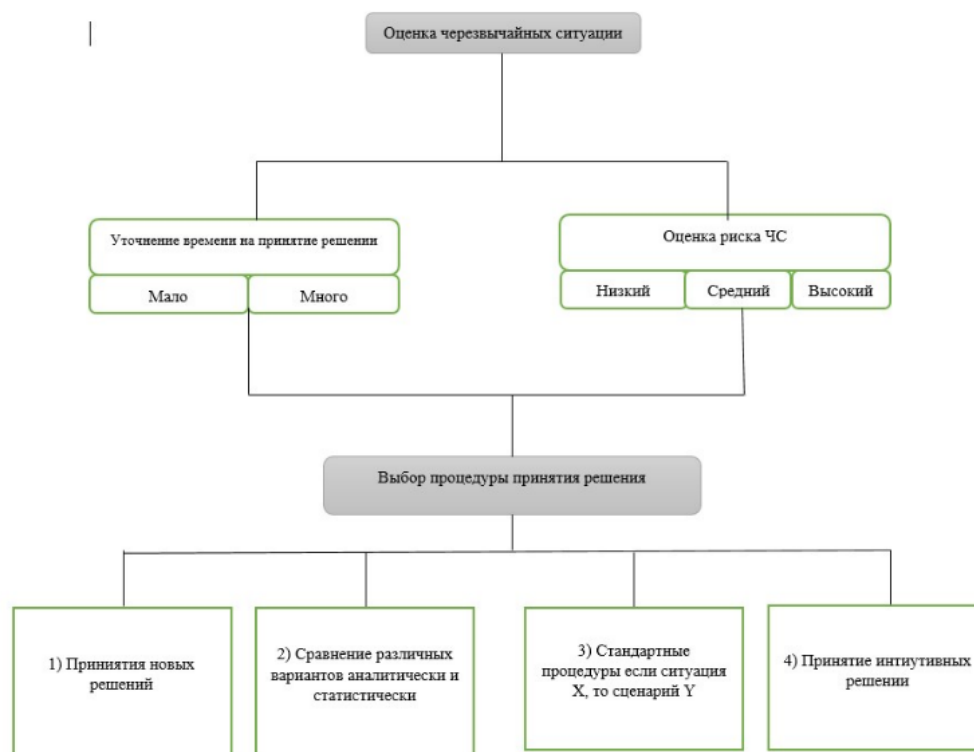 Оценка черезвычайных ситуации
Уточнение времени на принятие решении
Мало
Много
Оценка риска ЧС
Низкий
Средний
Высокий
Выбор процедуры принятия решения
1) Приниятия новых
решений
2) Сравнение различных
вариантов аналитически и
статистически
3) Стандартные
процедуры если ситуация
X, то сценарий Y
4) Принятие интиутивных
решении